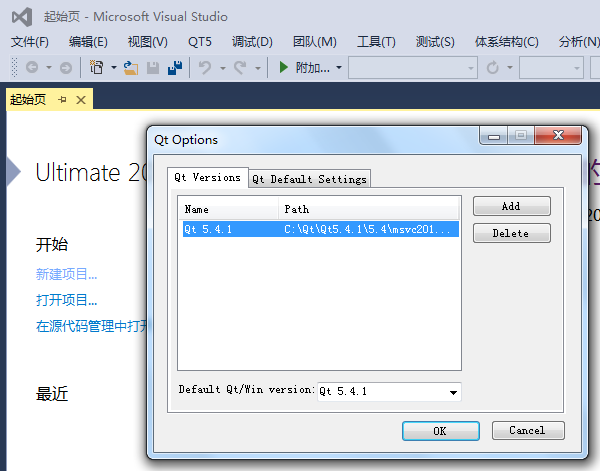 起始页 - Microsoft Visual Studio
文件(F) 编辑(E) 视图(V) QT5 调试(D) 团队(M) 工具(T) 测试(S) 体系结构(C) 分析(N)
附加...
起始页
Qt Options
Ultimate 20
的
Qt Versions Qt Default Settings
Name Path Add
Qt 5.4.1 C:\Qt\Qt5.4.1\5.4\msvc201... Delete
开始
新建项目...
打开项目...
在源代码管理中打开
最近
Default Qt/Win version: Qt 5.4.1
OK Cancel